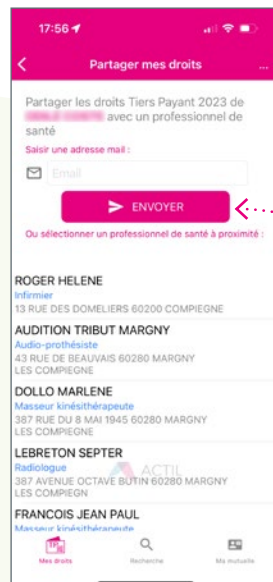 17:56
Partager mes droits
...
Partager les droits Tiers Payant 2023 de
avec un professionnel de
santé
Saisir une adresse mail :
Email
ENVOYER
Ou sélectionner un professionnel de santé à proximité :
ROGER HELENE
Infirmier
13 RUE DES DOMELIERS 60200 COMPIEGNE
AUDITION TRIBUT MARGNY
Audio-prothésiste
43 RUE DE BEAUVAIS 60280 MARGNY
LES COMPIEGNE
DOLLO MARLENE
Masseur kinésithérapeute
387 RUE DU 8 MAI 1945 60280 MARGNY
LES COMPIEGNE
LEBRETON SEPTER
Radiologue
387 AVENUE OCTAVE BUTIN 60280 MARGNY
LES COMPIEGN
ACTIL
FRANCOIS JEAN PAUL
Masseur kinésithérapeute
Mes droits
Recherche
Ma mutuelle